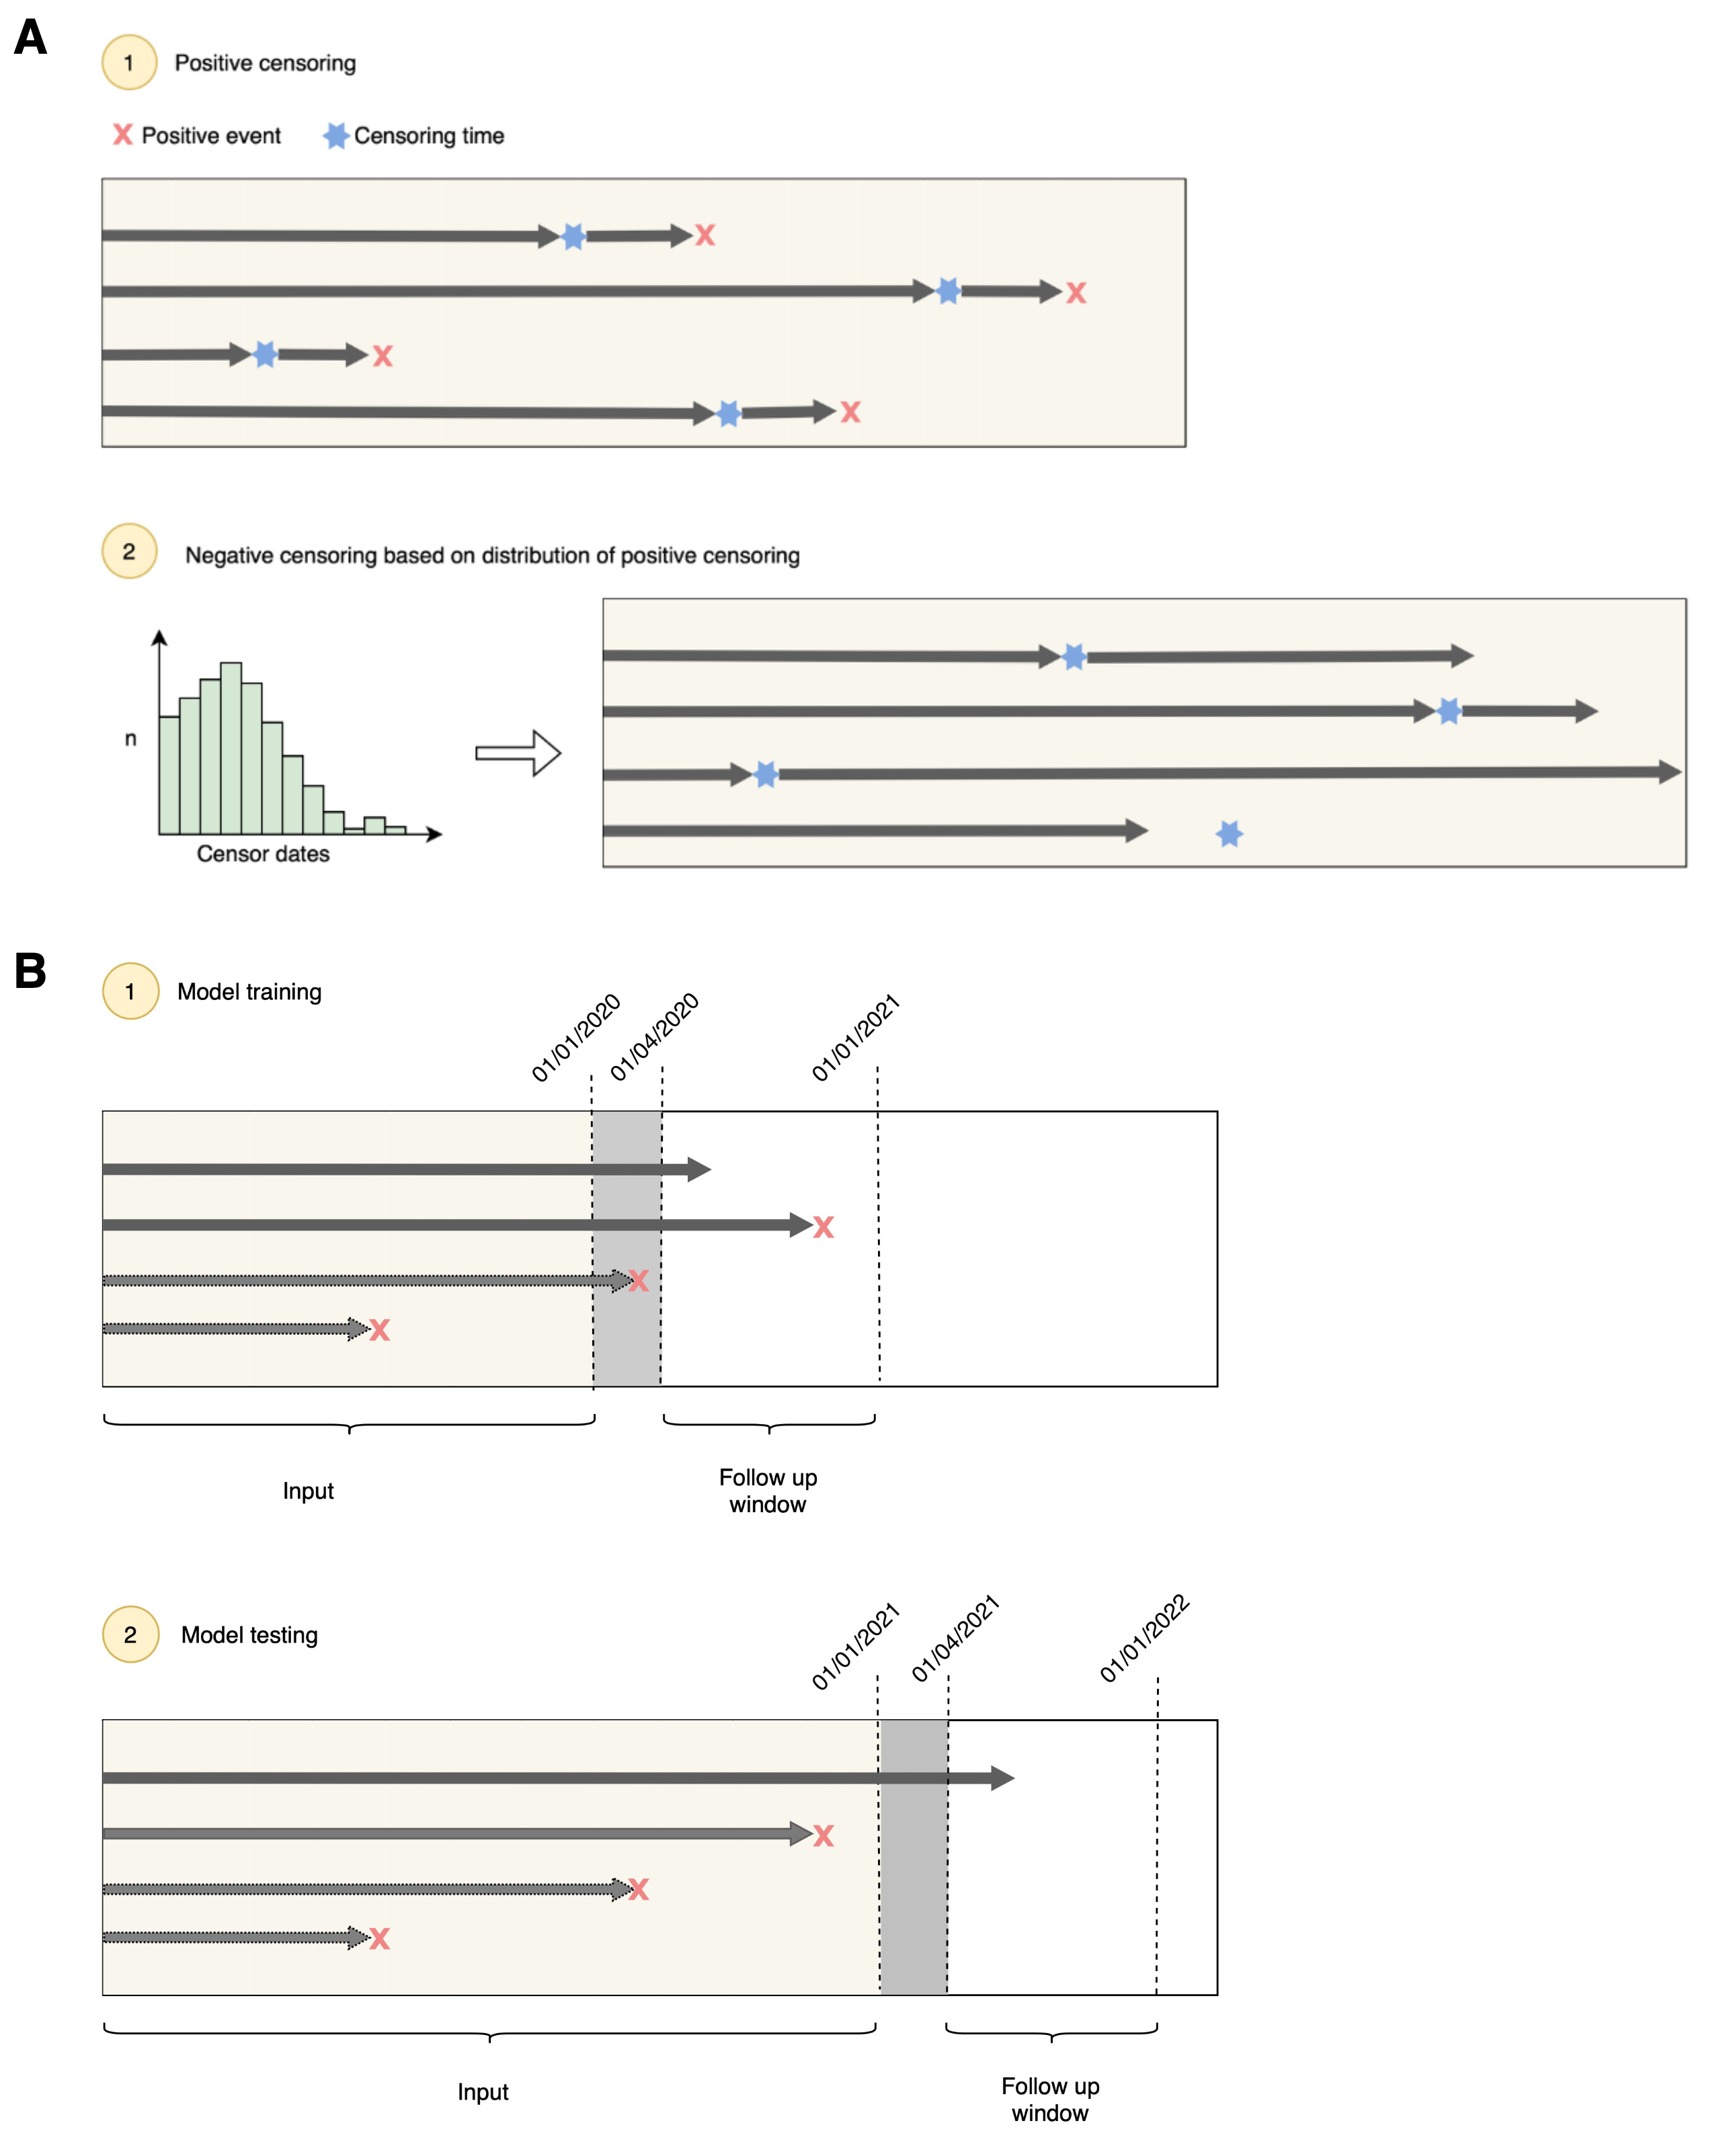 A
1 Positive censoring
X Positive event Censoring time
X
X
X
X
2 Negative censoring based on distribution of positive censoring
n
Censor dates
B
1 Model training
01/01/2020 01/04/2020 01/01/2021
X
X
X
Input
Follow up
window
2 Model testing
01/01/2021 01/04/2021 01/01/2022
X
X
X
Input
Follow up
window